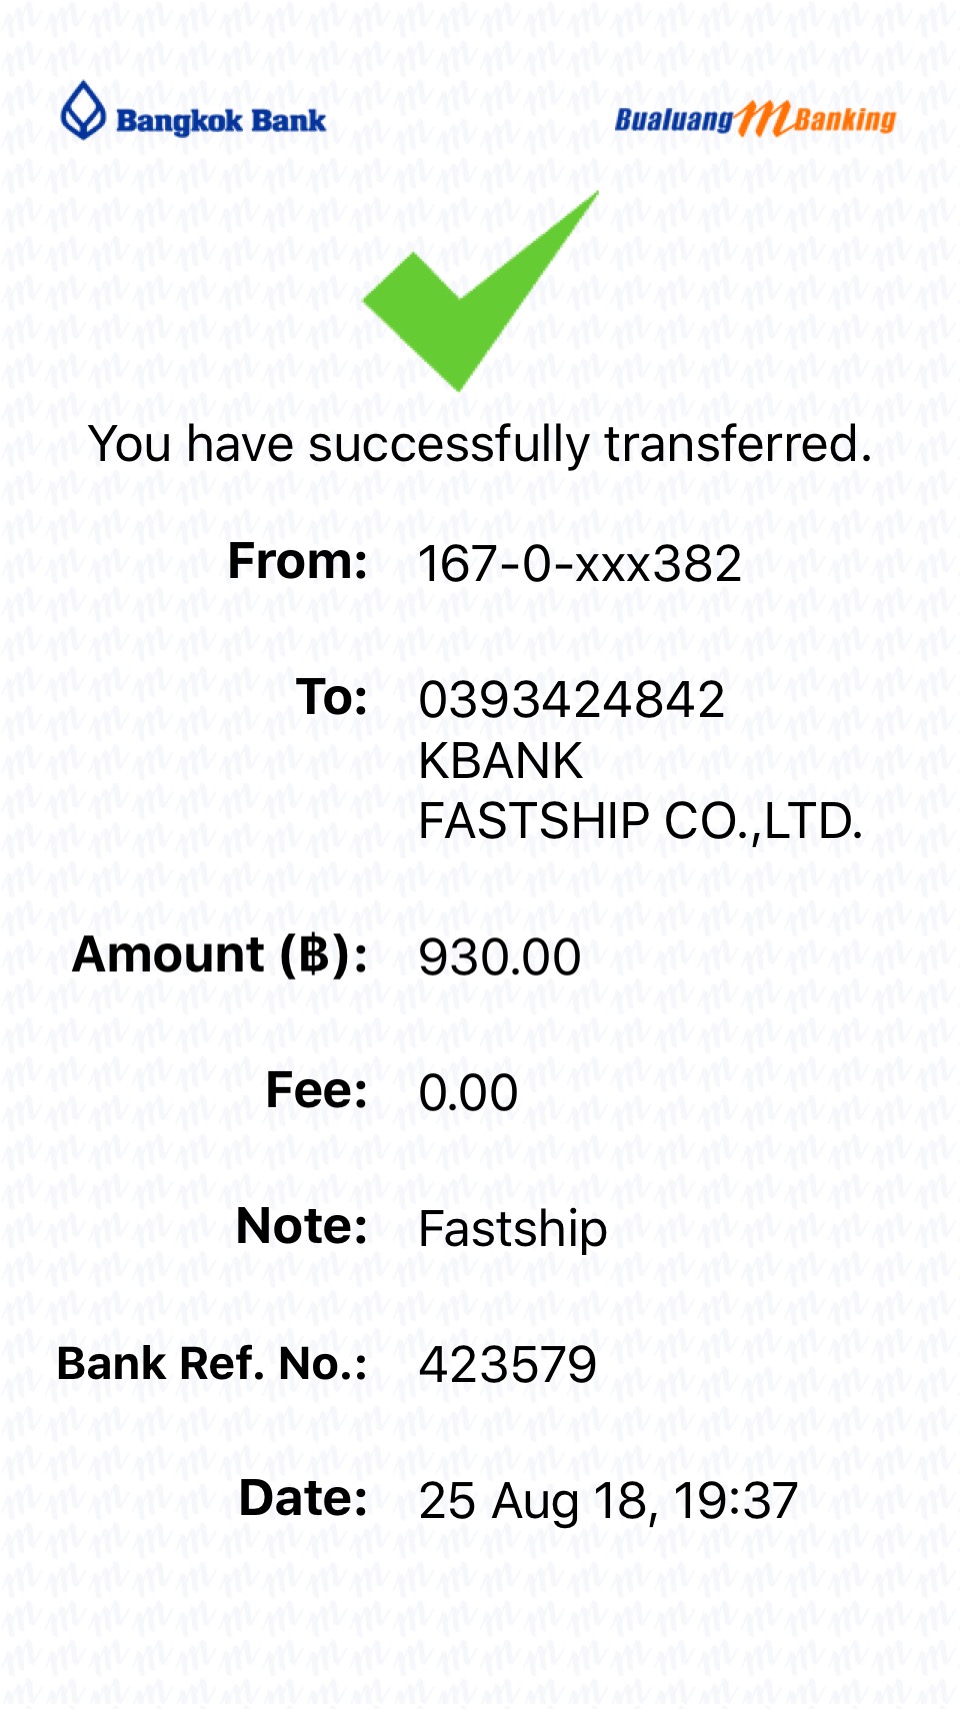 Bangkok Bank
Bualuang mBanking
You have successfully transferred.
From: 167-0-xxx382
To: 0393424842
KBANK
FASTSHIP CO.,LTD.
Amount (฿): 930.00
Fee: 0.00
Note: Fastship
Bank Ref. No.: 423579
Date: 25 Aug 18, 19:37